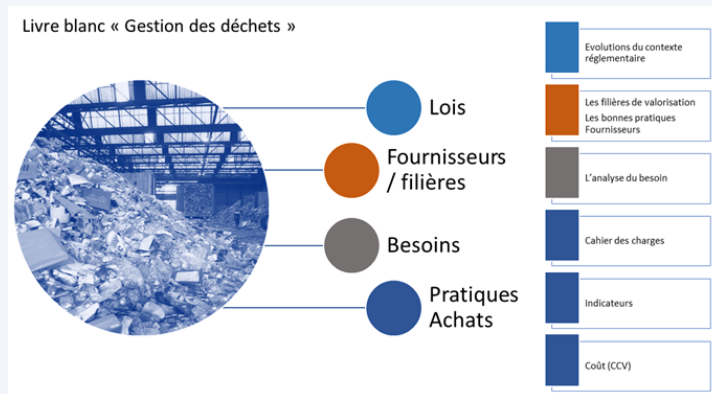 Livre blanc « Gestion des déchets »
Lois
Fournisseurs
/ filières
Besoins
Pratiques
Achats
Evolutions du contexte
réglementaire
Les filières de valorisation
Les bonnes pratiques
Fournisseurs
L'analyse du besoin
Cahier des charges
Indicateurs
Coût (CCV)